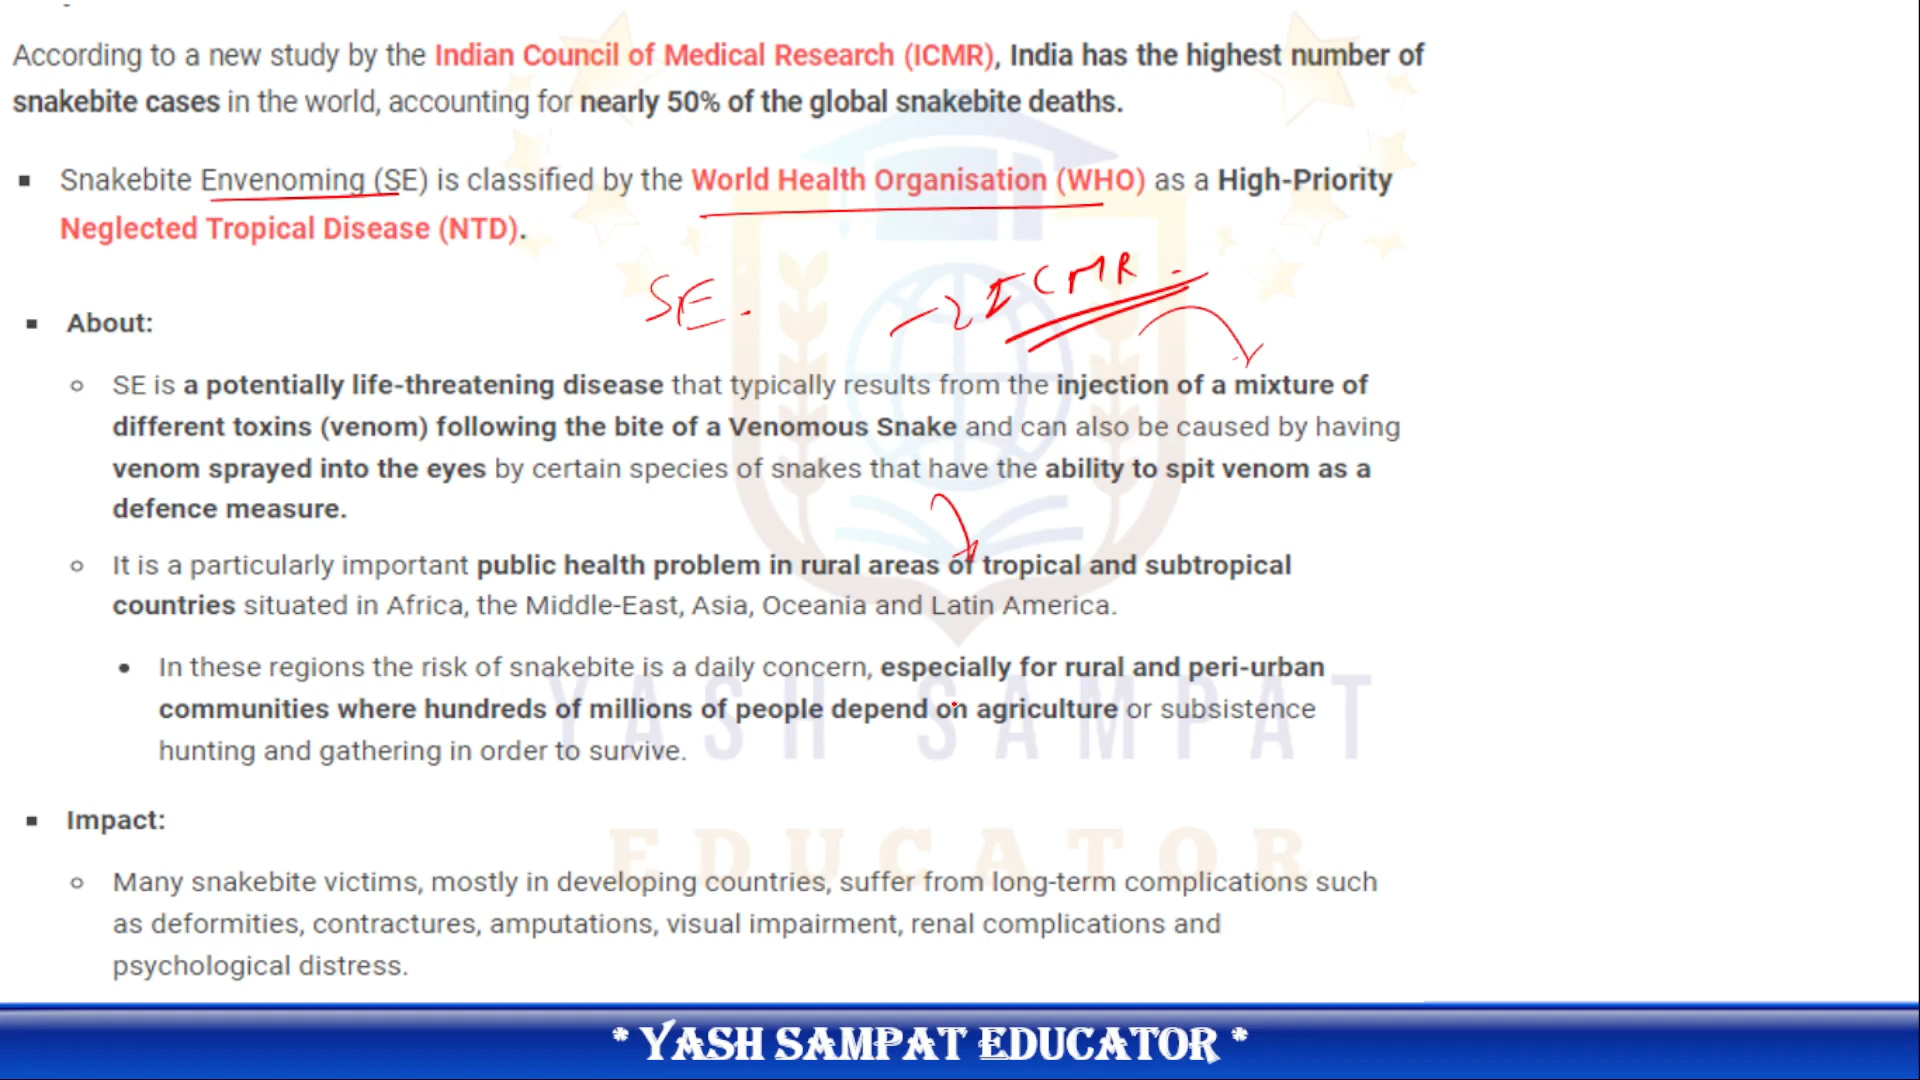 According to a new study by the Indian Council of Medical Research (ICMR), India has the highest number of
snakebite cases in the world, accounting for nearly 50% of the global snakebite deaths.
▪ Snakebite Envenoming (SE) is classified by the World Health Organisation (WHO) as a High-Priority
Neglected Tropical Disease (NTD).
SE. ICMR
▪ About:
○ SE is a potentially life-threatening disease that typically results from the injection of a mixture of
different toxins (venom) following the bite of a Venomous Snake and can also be caused by having
venom sprayed into the eyes by certain species of snakes that have the ability to spit venom as a
defence measure.
○ It is a particularly important public health problem in rural areas of tropical and subtropical
countries situated in Africa, the Middle-East, Asia, Oceania and Latin America.
• In these regions the risk of snakebite is a daily concern, especially for rural and peri-urban
communities where hundreds of millions of people depend on agriculture or subsistence
hunting and gathering in order to survive.
YASH SAMPAT
EDUCATOR
▪ Impact:
○ Many snakebite victims, mostly in developing countries, suffer from long-term complications such
as deformities, contractures, amputations, visual impairment, renal complications and
psychological distress.
* YASH SAMPAT EDUCATOR *